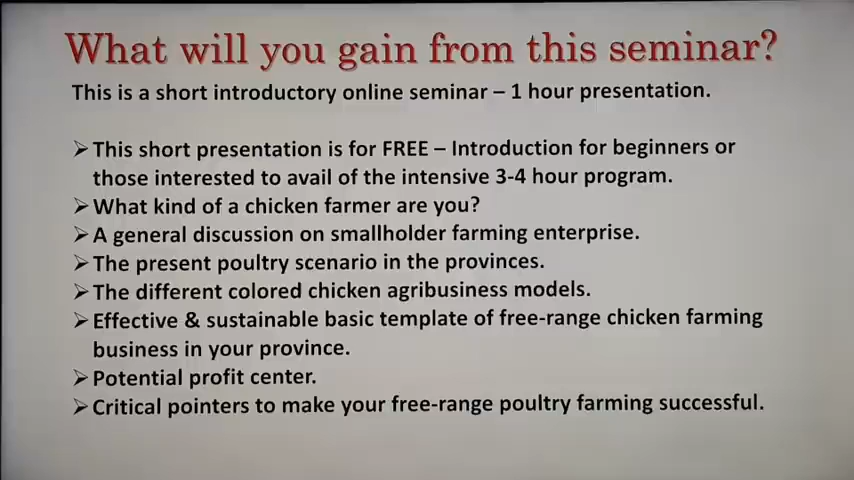 What will you gain from this seminar?
This is a short introductory online seminar – 1 hour presentation.
➢This short presentation is for FREE – Introduction for beginners or
those interested to avail of the intensive 3-4 hour program.
➢What kind of a chicken farmer are you?
➢A general discussion on smallholder farming enterprise.
➢The present poultry scenario in the provinces.
➢The different colored chicken agribusiness models.
➢Effective & sustainable basic template of free-range chicken farming
business in your province.
➢Potential profit center.
➢Critical pointers to make your free-range poultry farming successful.